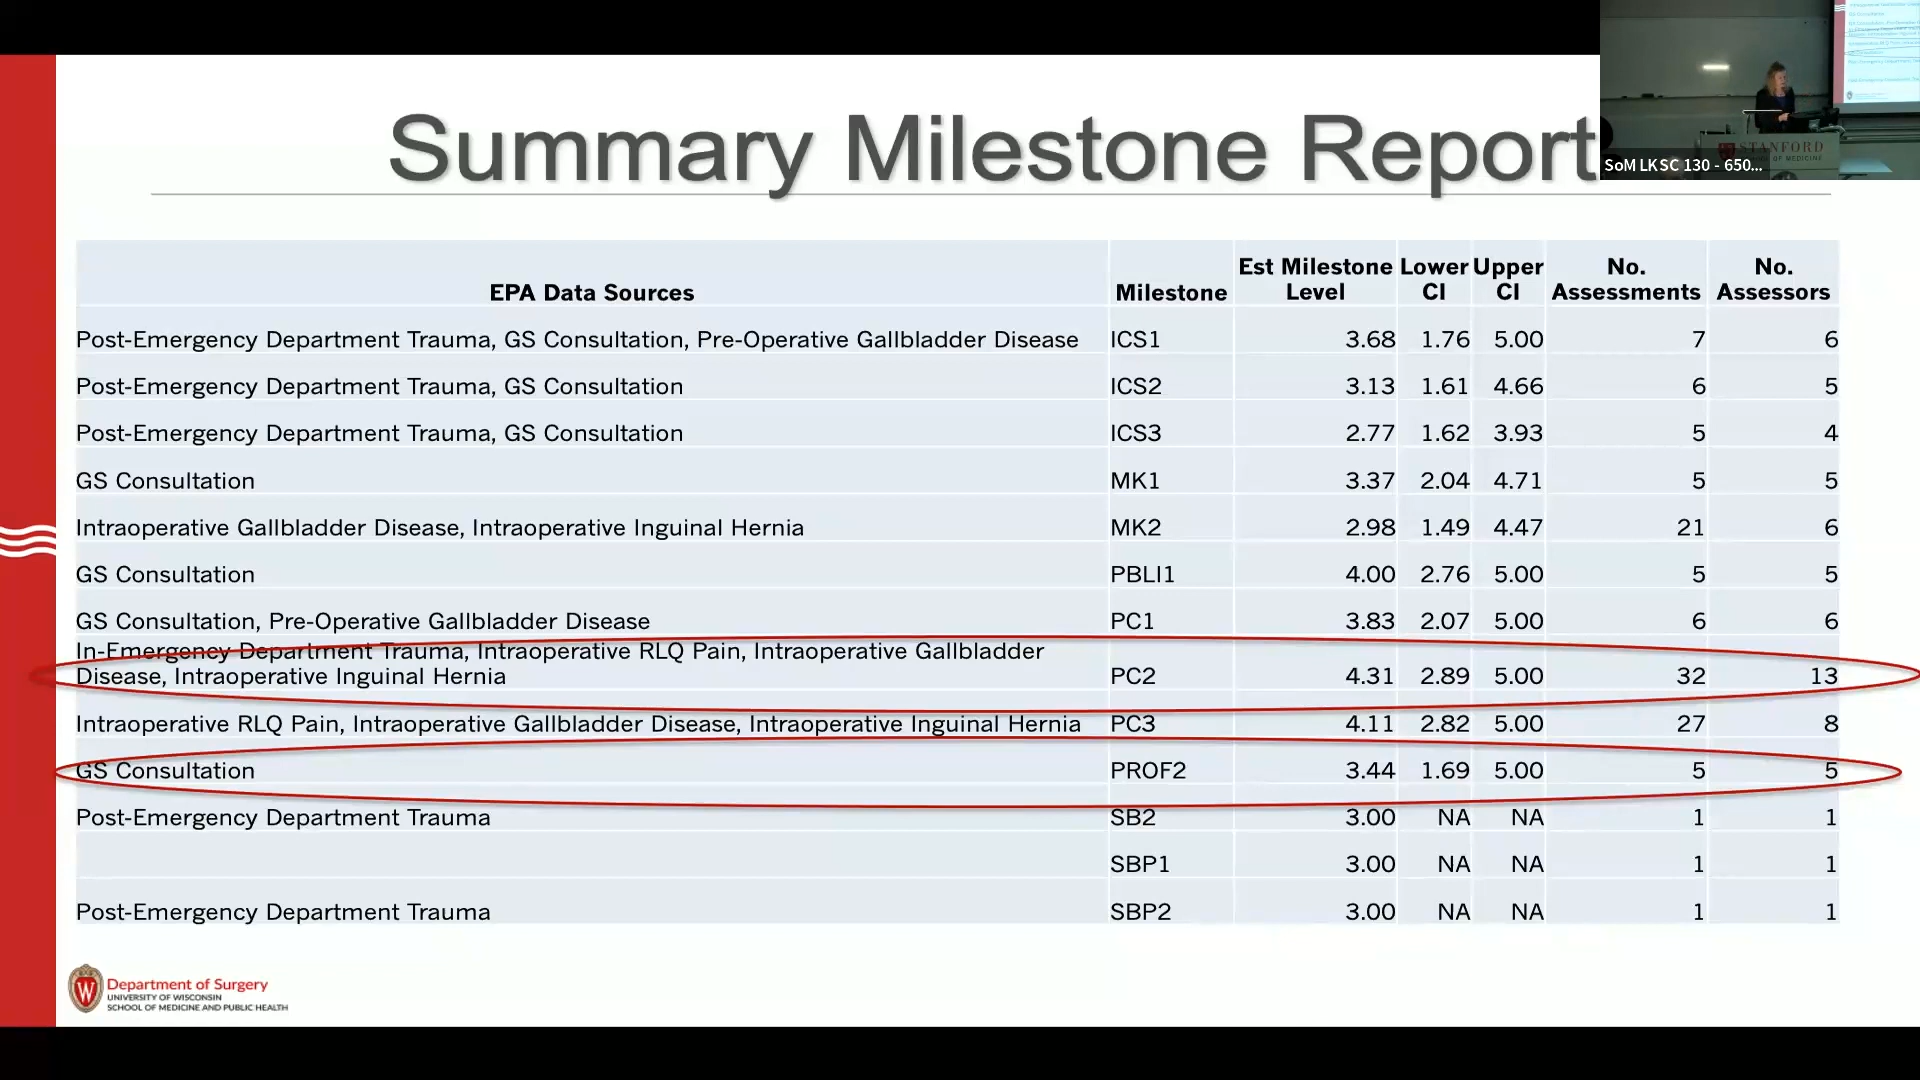 Summary Milestone Report
STANFORD
SCHOOL OF MEDICINE
SoM LKSC 130 - 650...
EPA Data Sources Milestone Est Milestone Level Lower CI Upper CI No. Assessments No. Assessors
Post-Emergency Department Trauma, GS Consultation, Pre-Operative Gallbladder Disease ICS1 3.68 1.76 5.00 7 6
Post-Emergency Department Trauma, GS Consultation ICS2 3.13 1.61 4.66 6 5
Post-Emergency Department Trauma, GS Consultation ICS3 2.77 1.62 3.93 5 4
GS Consultation MK1 3.37 2.04 4.71 5 5
Intraoperative Gallbladder Disease, Intraoperative Inguinal Hernia MK2 2.98 1.49 4.47 21 6
GS Consultation PBLI1 4.00 2.76 5.00 5 5
GS Consultation, Pre-Operative Gallbladder Disease PC1 3.83 2.07 5.00 6 6
In-Emergency Department Trauma, Intraoperative RLQ Pain, Intraoperative Gallbladder
Disease, Intraoperative Inguinal Hernia PC2 4.31 2.89 5.00 32 13
Intraoperative RLQ Pain, Intraoperative Gallbladder Disease, Intraoperative Inguinal Hernia PC3 4.11 2.82 5.00 27 8
GS Consultation PROF2 3.44 1.69 5.00 5 5
Post-Emergency Department Trauma SB2 3.00 NA NA 1 1
SBP1 3.00 NA NA 1 1
Post-Emergency Department Trauma SBP2 3.00 NA NA 1 1
W
Department of Surgery
UNIVERSITY OF WISCONSIN
SCHOOL OF MEDICINE AND PUBLIC HEALTH